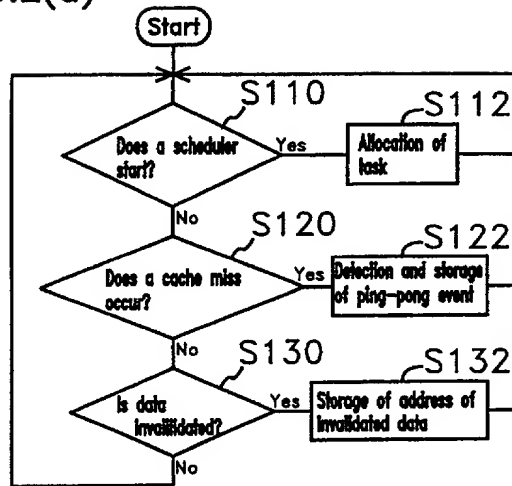 Start
S110
Does a scheduler
start?
Yes
S112
Allocation of
task
No
S120
Does a cache miss
occur?
Yes
S122
Detection and storage
of ping-pong event
No
S130
Is data
invalidated?
Yes
S132
Storage of address of
invalidated data
No